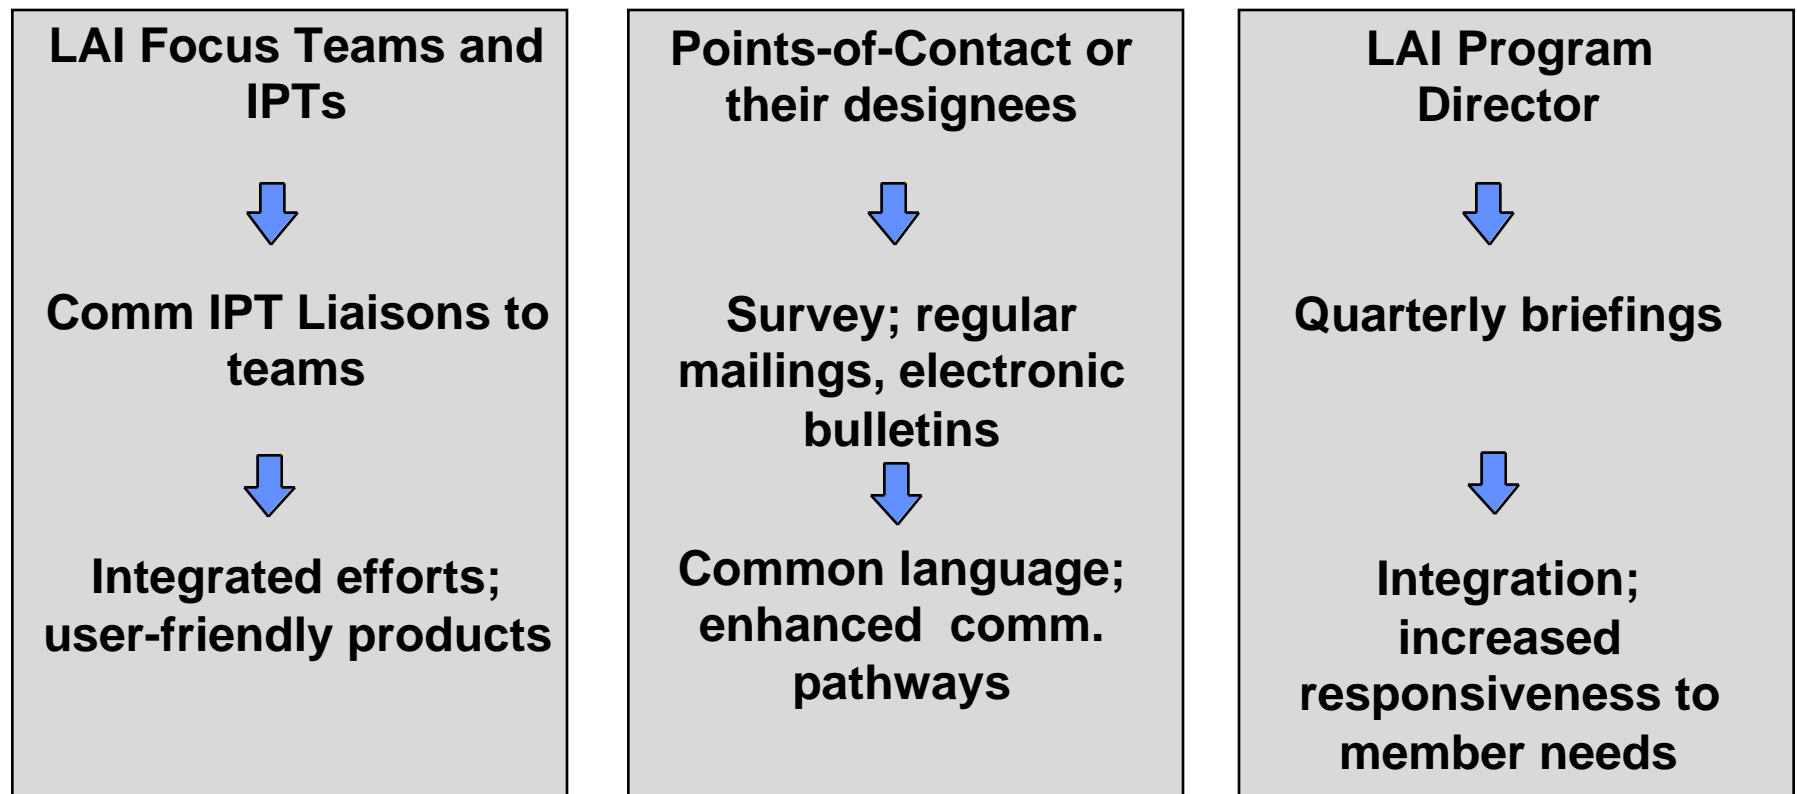 LAI Focus Teams and
IPTs
Comm IPT Liaisons to
teams
Integrated efforts;
user-friendly products
Points-of-Contact or
their designees
Survey; regular
mailings, electronic
bulletins
Common language;
enhanced comm.
pathways
LAI Program
Director
Quarterly briefings
Integration;
increased
responsiveness to
member needs